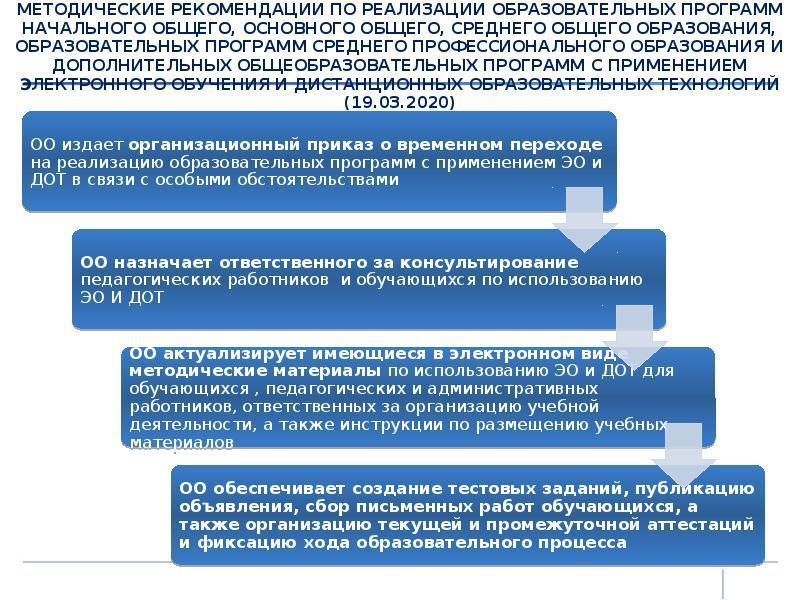 МЕТОДИЧЕСКИЕ РЕКОМЕНДАЦИИ ПО РЕАЛИЗАЦИИ ОБРАЗОВАТЕЛЬНЫХ ПРОГРАММ
НАЧАЛЬНОГО ОБЩЕГО, ОСНОВНОГО ОБЩЕГО, СРЕДНЕГО ОБЩЕГО ОБРАЗОВАНИЯ,
ОБРАЗОВАТЕЛЬНЫХ ПРОГРАММ СРЕДНЕГО ПРОФЕССИОНАЛЬНОГО ОБРАЗОВАНИЯ И
ДОПОЛНИТЕЛЬНЫХ ОБЩЕОБРАЗОВАТЕЛЬНЫХ ПРОГРАММ С ПРИМЕНЕНИЕМ
ЭЛЕКТРОННОГО ОБУЧЕНИЯ И ДИСТАНЦИОННЫХ ОБРАЗОВАТЕЛЬНЫХ ТЕХНОЛОГИЙ
(19.03.2020)
ОО издает организационный приказ о временном переходе
на реализацию образовательных программ с применением ЭО и
ДОТ в связи с особыми обстоятельствами
ОО назначает ответственного за консультирование
педагогических работников и обучающихся по использованию
ЭО И ДОТ
ОО актуализирует имеющиеся в электронном виде
методические материалы по использованию ЭО и ДОТ для
обучающихся , педагогических и административных
работников, ответственных за организацию учебной
деятельности, а также инструкции по размещению учебных
материалов
ОО обеспечивает создание тестовых заданий, публикацию
объявления, сбор письменных работ обучающихся, а
также организацию текущей и промежуточной аттестаций
и фиксацию хода образовательного процесса